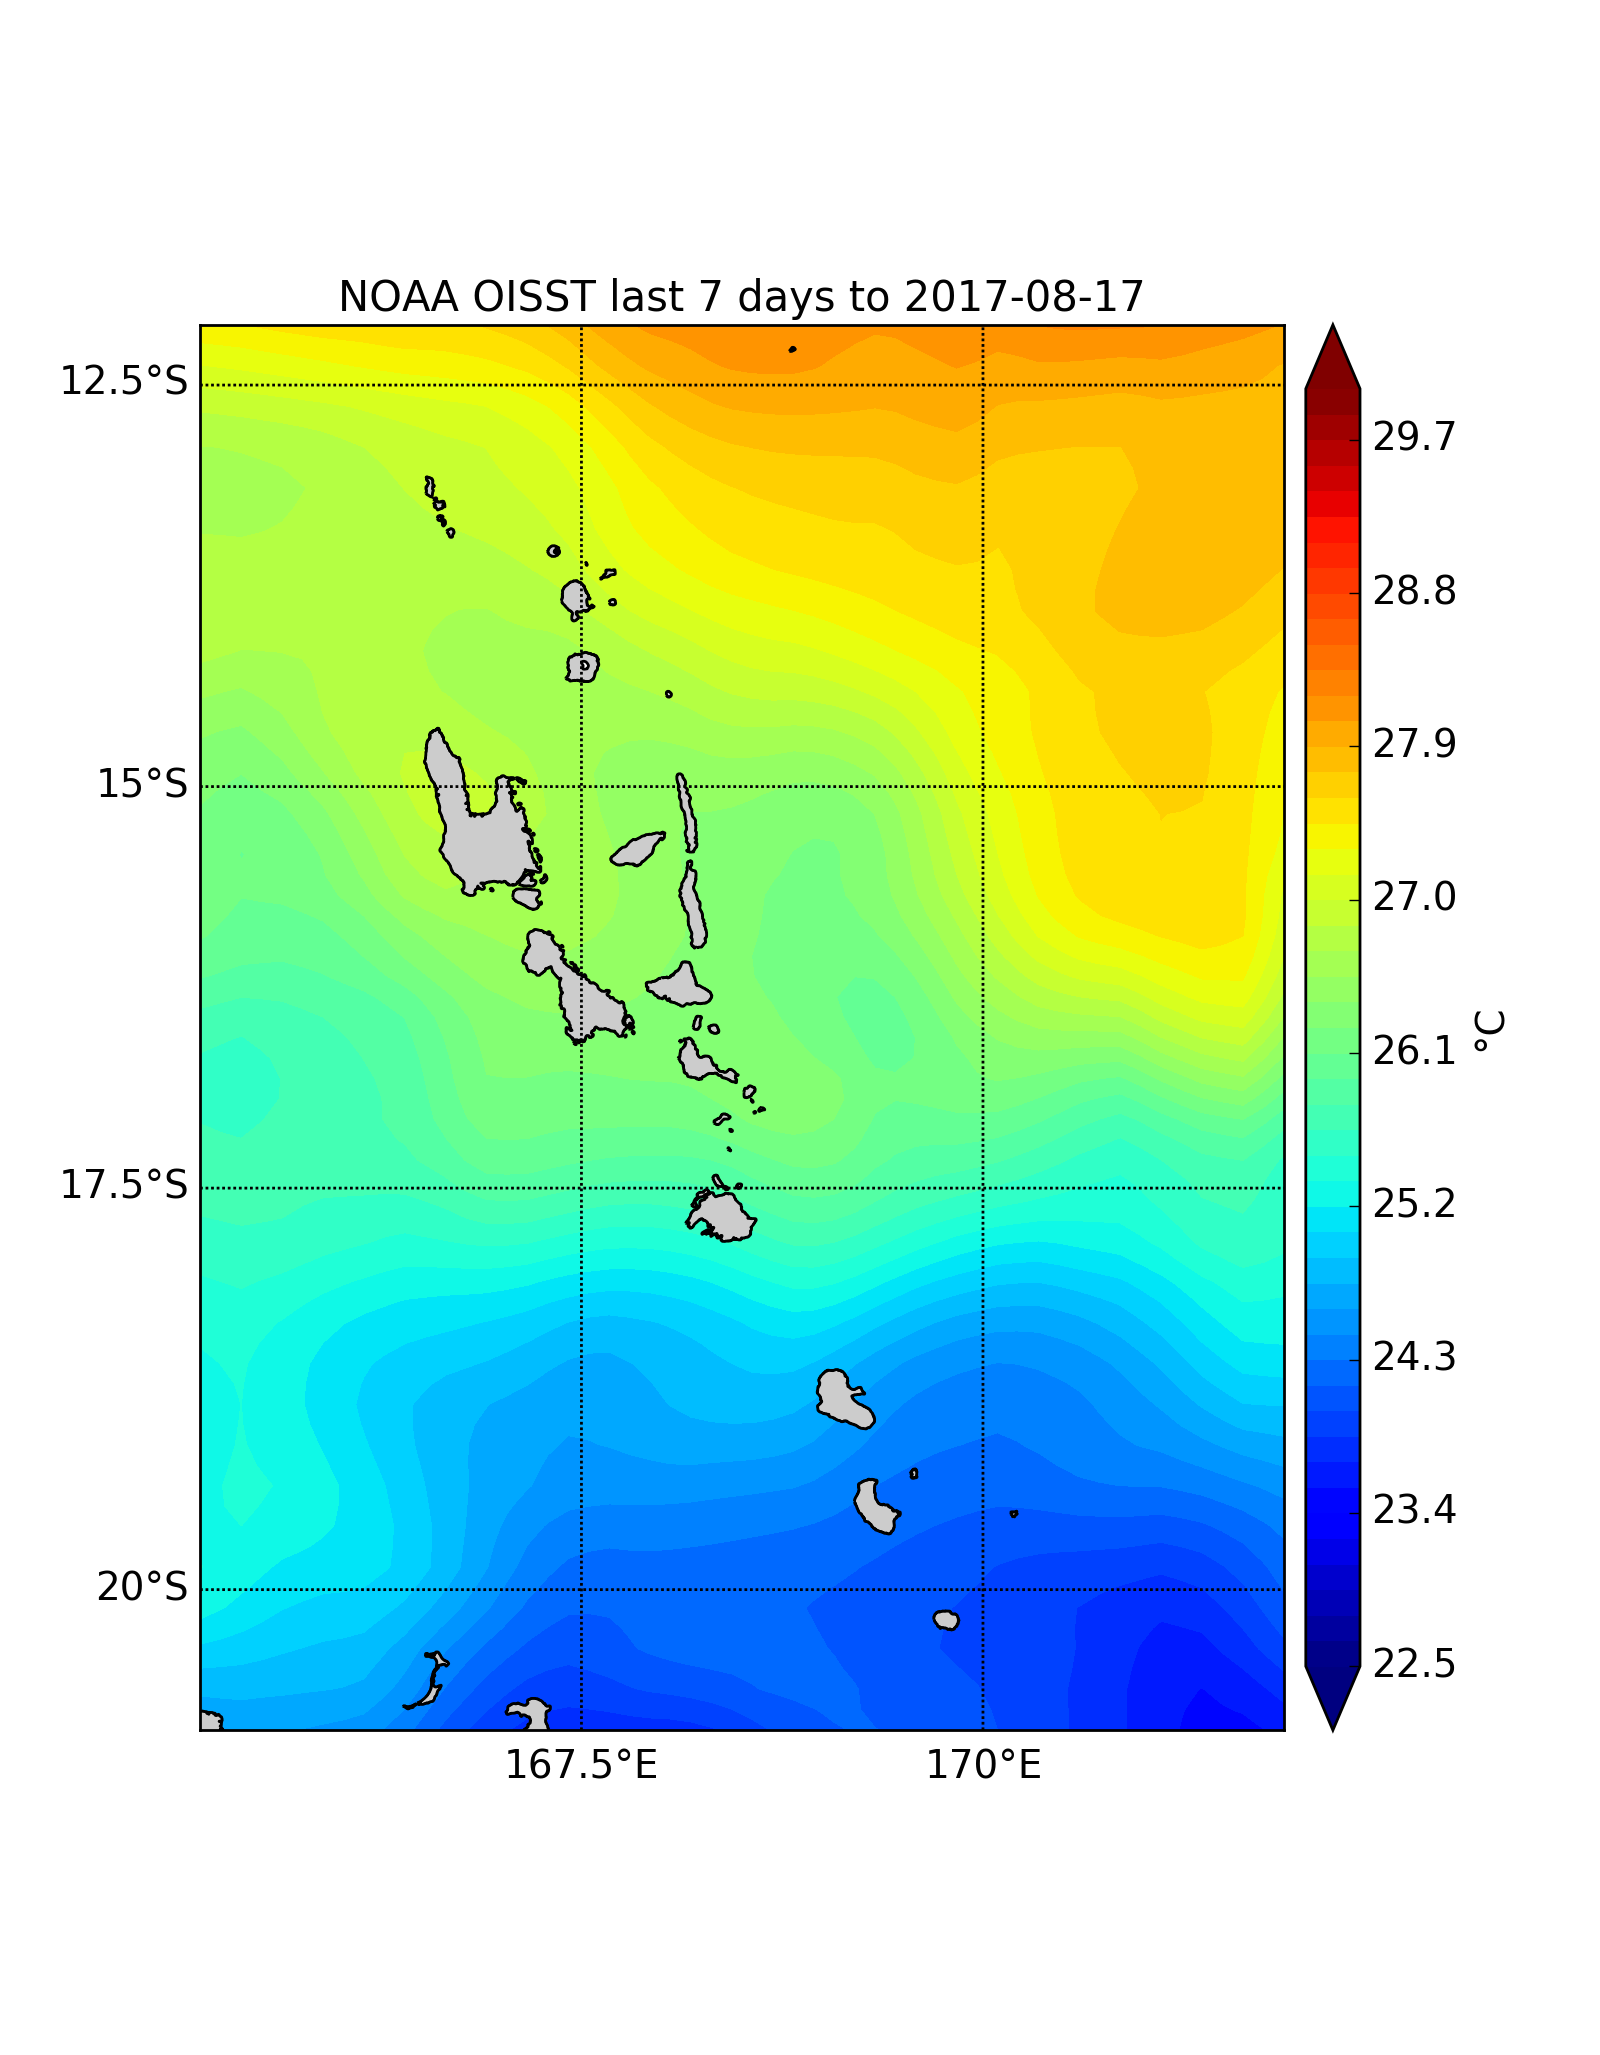 NOAA OISST last 7 days to 2017-08-17
12.5°S
15°S
17.5°S
20°S
167.5°E
170°E
29.7
28.8
27.9
27.0
26.1
25.2
24.3
23.4
22.5
°C